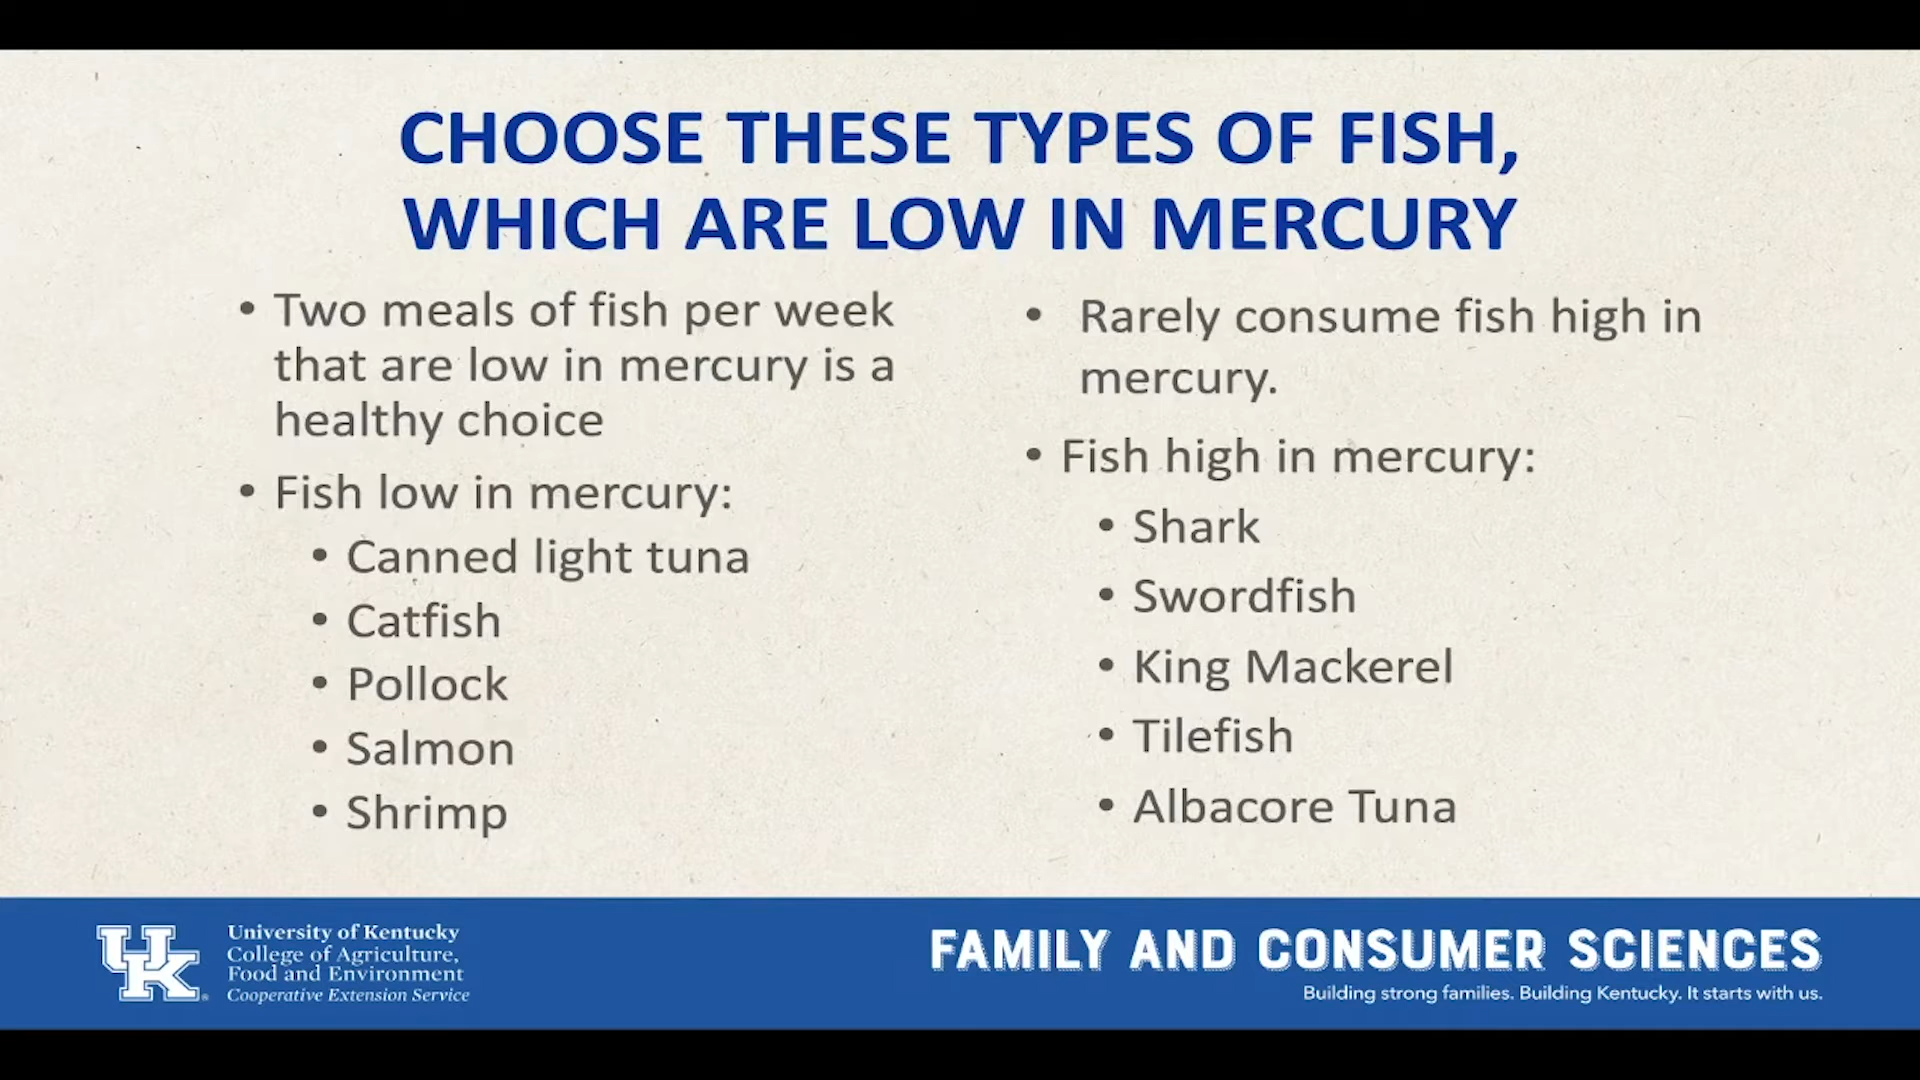 CHOOSE THESE TYPES OF FISH,
WHICH ARE LOW IN MERCURY
• Two meals of fish per week
that are low in mercury is a
healthy choice
• Fish low in mercury:
• Canned light tuna
• Catfish
• Pollock
• Salmon
• Shrimp
• Rarely consume fish high in
mercury.
• Fish high in mercury:
• Shark
• Swordfish
• King Mackerel
• Tilefish
• Albacore Tuna
UK
University of Kentucky
College of Agriculture,
Food and Environment
Cooperative Extension Service
FAMILY AND CONSUMER SCIENCES
Building strong families. Building Kentucky. It starts with us.